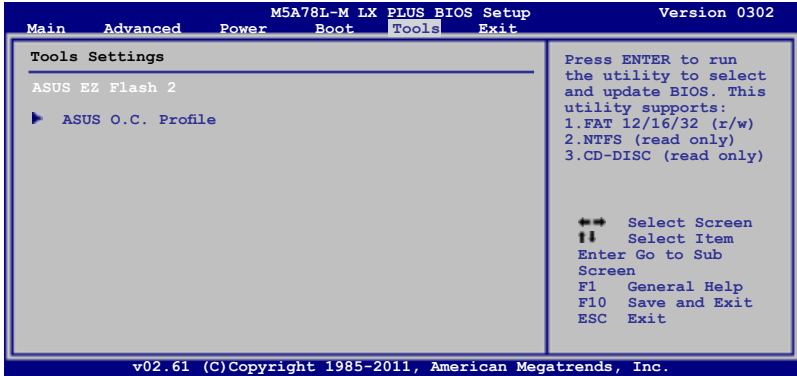 M5A78L-M LX PLUS BIOS Setup Version 0302
Main Advanced Power Boot Tools Exit
Tools Settings
ASUS EZ Flash 2
ASUS O.C. Profile
Press ENTER to run
the utility to select
and update BIOS. This
utility supports:
1.FAT 12/16/32 (r/w)
2.NTFS (read only)
3.CD-DISC (read only)
←→ Select Screen
↑↓ Select Item
Enter Go to Sub
Screen
F1 General Help
F10 Save and Exit
ESC Exit
v02.61 (C)Copyright 1985-2011, American Megatrends, Inc.